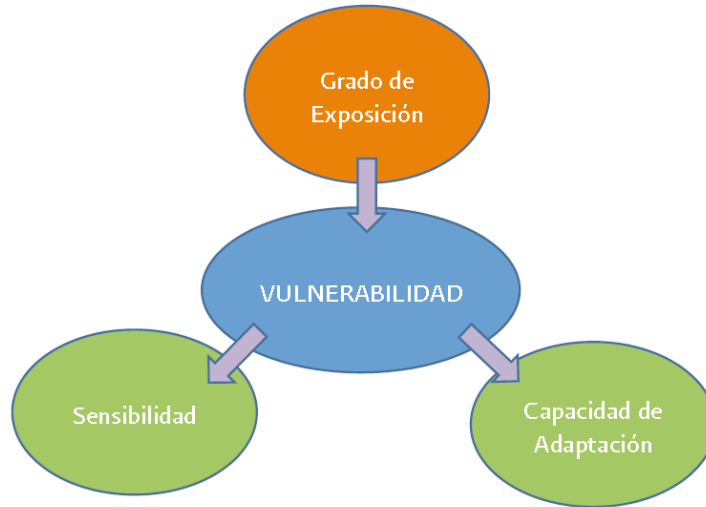 Grado de
Exposición
VULNERABILIDAD
Sensibilidad
Capacidad de
Adaptación